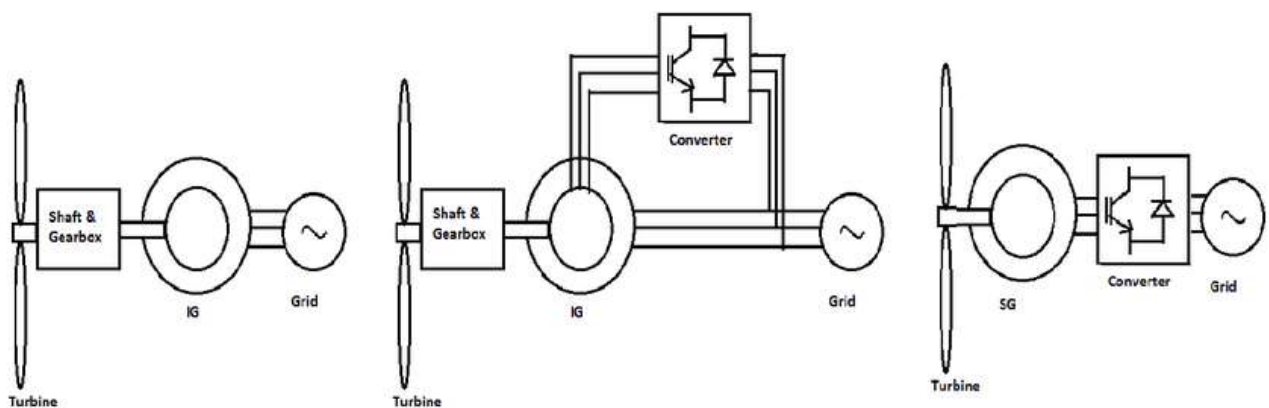 Shaft &
Gearbox
IG
Grid
Turbine
Converter
Shaft &
Gearbox
IG
Grid
Turbine
SG
Converter
Grid
Turbine